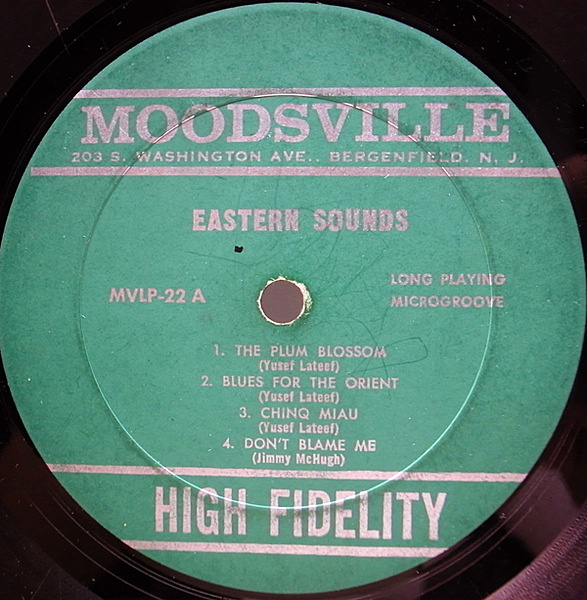 MOODSVILLE
203 S. WASHINGTON AVE., BERGENFIELD, N. J.
EASTERN SOUNDS
MVLP-22 A
LONG PLAYING
MICROGROOVE
1. THE PLUM BLOSSOM
(Yusef Lateef)
2. BLUES FOR THE ORIENT
(Yusef Lateef)
3. CHINQ MIAU
(Yusef Lateef)
4. DON'T BLAME ME
(Jimmy McHugh)
HIGH FIDELITY